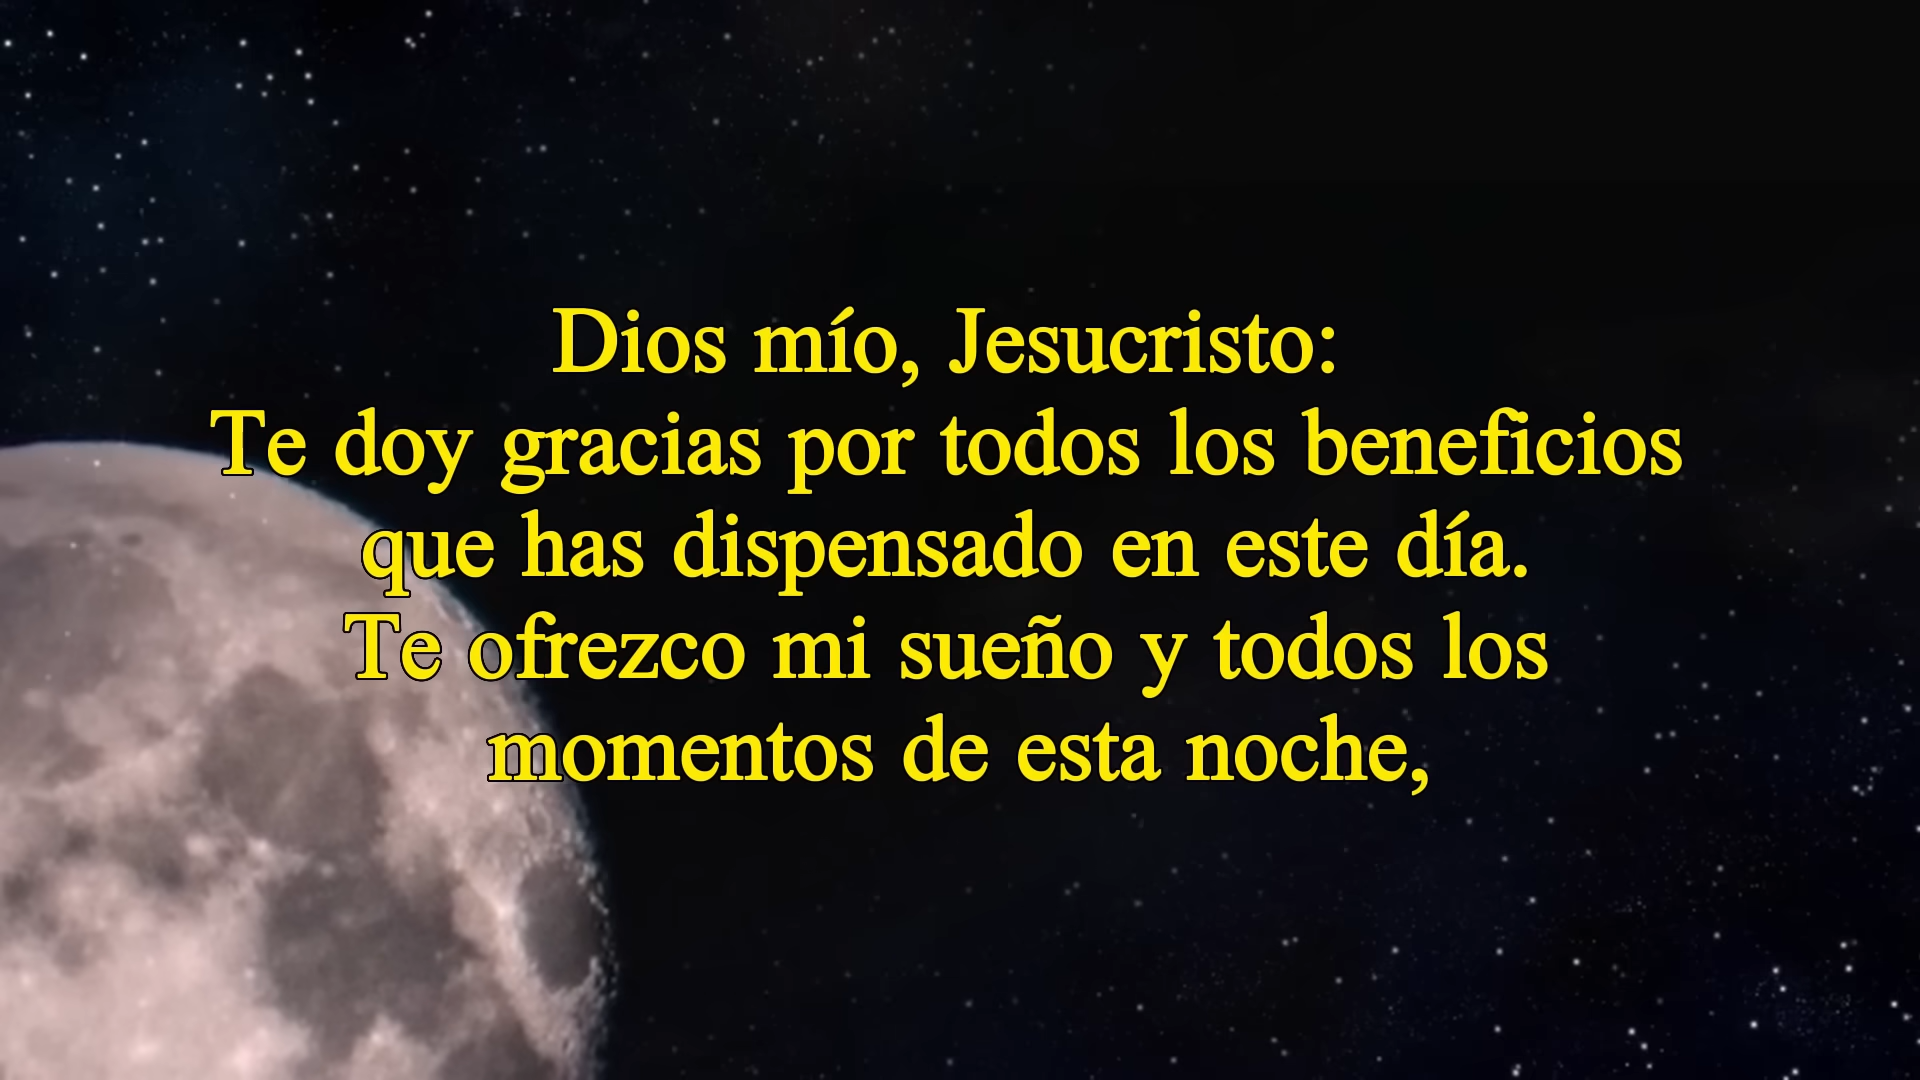 Dios mío, Jesucristo:
Te doy gracias por todos los beneficios
que has dispensado en este día.
Te ofrezco mi sueño y todos los
momentos de esta noche,